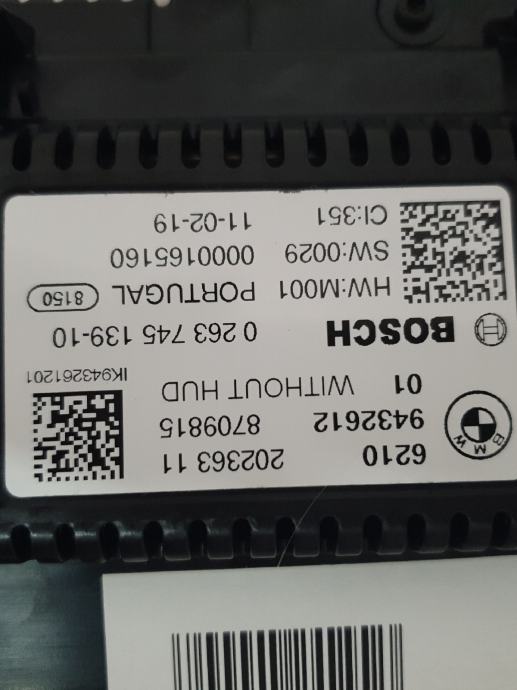 6210 202363 11
9432612 8709815
01 WITHOUT HUD
IK943261201
BMW
BOSCH 0 263 745 139-10
HW:M001 PORTUGAL 8150
SW:0029 0000165160
CI:351 11-02-19